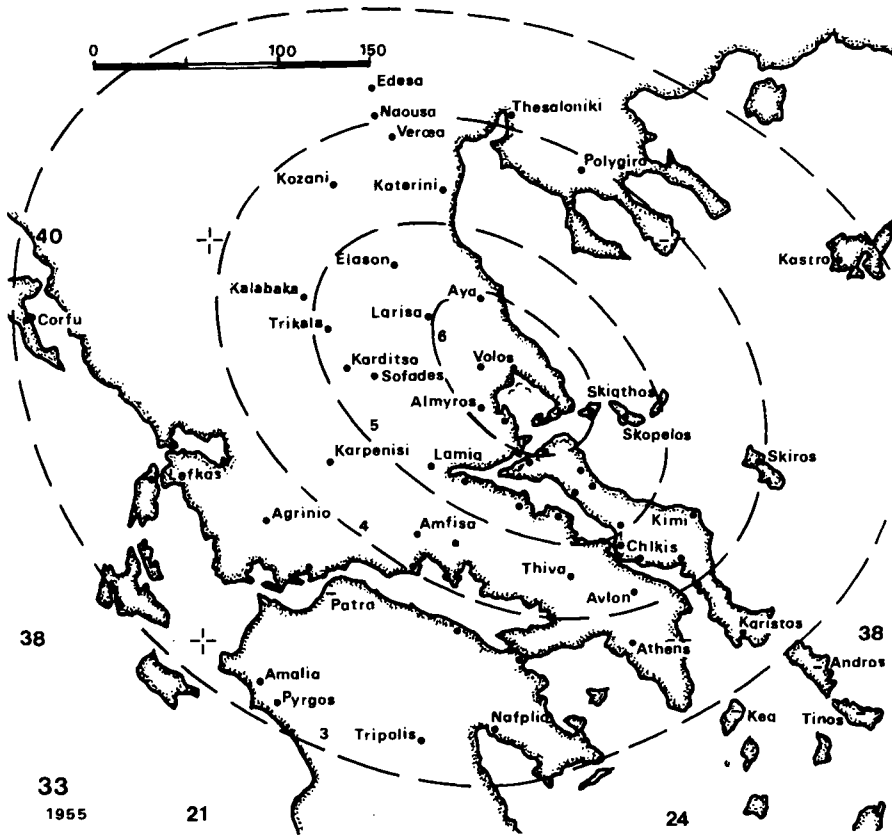 0 100 150
Edesa
Naousa
Thesaloniki
Veroea
Polygira
Kozani
Katerini
40
Elason
Kastro
Kalabaka
Aya
Corfu
Trikala
Larisa
6
Volos
Karditsa
Sofades
Skiathos
Almyros
Skopelos
5
Karpenisi
Lamia
Skiros
Lefkas
Agrinio
4
Amfisa
Kimi
Chlkis
Thiva
Avlon
Patra
Karistos
38
38
Athens
Andros
Amalia
Pyrgos
Kea
Tinos
3
Tripolis
Nafplio
33
1955
21
24